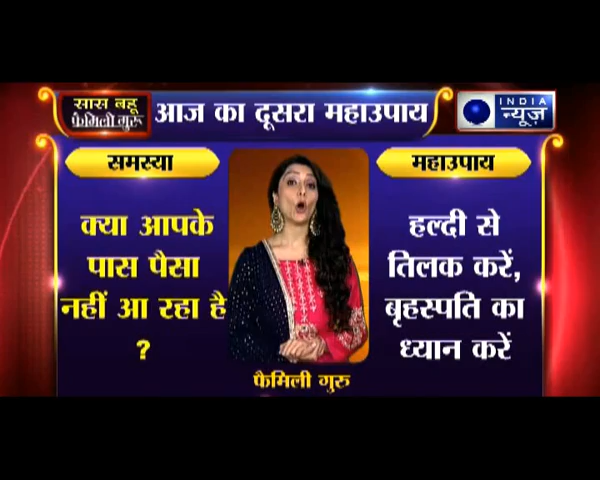 सास बहू
फैमिली गुरु
आज का दूसरा महाउपाय
INDIA
न्यूज़
समस्या
क्या आपके
पास पैसा
नहीं आ रहा है
?
महाउपाय
हल्दी से
तिलक करें,
बृहस्पति का
ध्यान करें
फैमिली गुरु